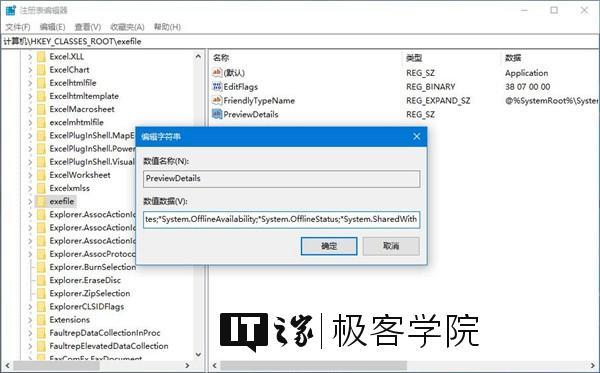 注册表编辑器
文件(F) 编辑(E) 查看(V) 收藏夹(A) 帮助(H)
计算机\HKEY_CLASSES_ROOT\exefile
Excel.XLL
ExcelChart
Excelhtmlfile
Excelhtmltemplate
ExcelMacrosheet
excelmhtmlfile
ExcelPlugInShell.MapE
ExcelPlugInShell.Power
ExcelPlugInShell.Visual
ExcelWorksheet
Excelxmlss
exefile
Explorer.AssocActionId
Explorer.AssocActionId
Explorer.AssocActionId
Explorer.AssocProtoco
Explorer.BurnSelection
Explorer.EraseDisc
Explorer.ZipSelection
ExplorerCLSIDFlags
Extensions
FaultrepDataCollectionInProc
FaultrepElevatedDataCollection
FaxComEx.FaxDocument
名称 类型 数据
(默认) REG_SZ Application
EditFlags REG_BINARY 38 07 00 00
FriendlyTypeName REG_EXPAND_SZ @%SystemRoot%\System
PreviewDetails REG_SZ
编辑字符串
数值名称(N):
PreviewDetails
数值数据(V):
tes;*System.OfflineAvailability;*System.OfflineStatus;*System.SharedWith
确定 取消
IT之家 极客学院